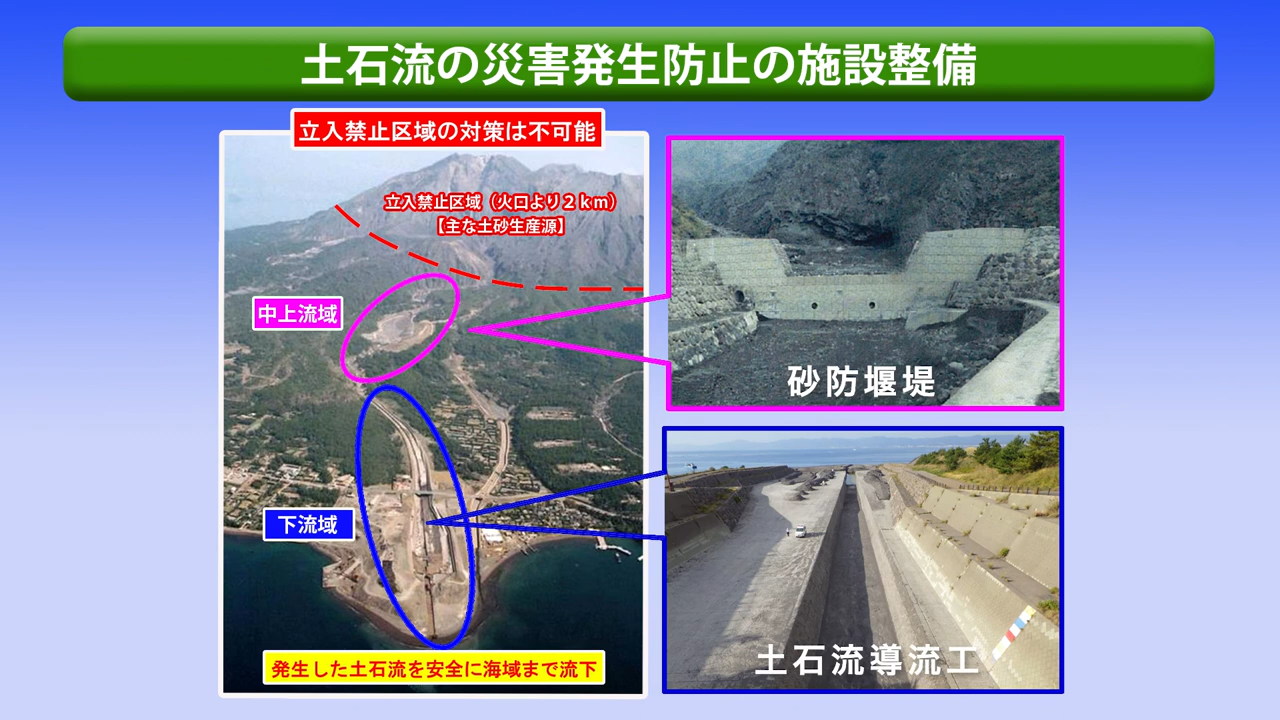 土石流の災害発生防止の施設整備
立入禁止区域の対策は不可能
立入禁止区域（火口より２ｋｍ）
【主な土砂生産源】
中上流域
砂防堰堤
下流域
土石流導流工
発生した土石流を安全に海域まで流下